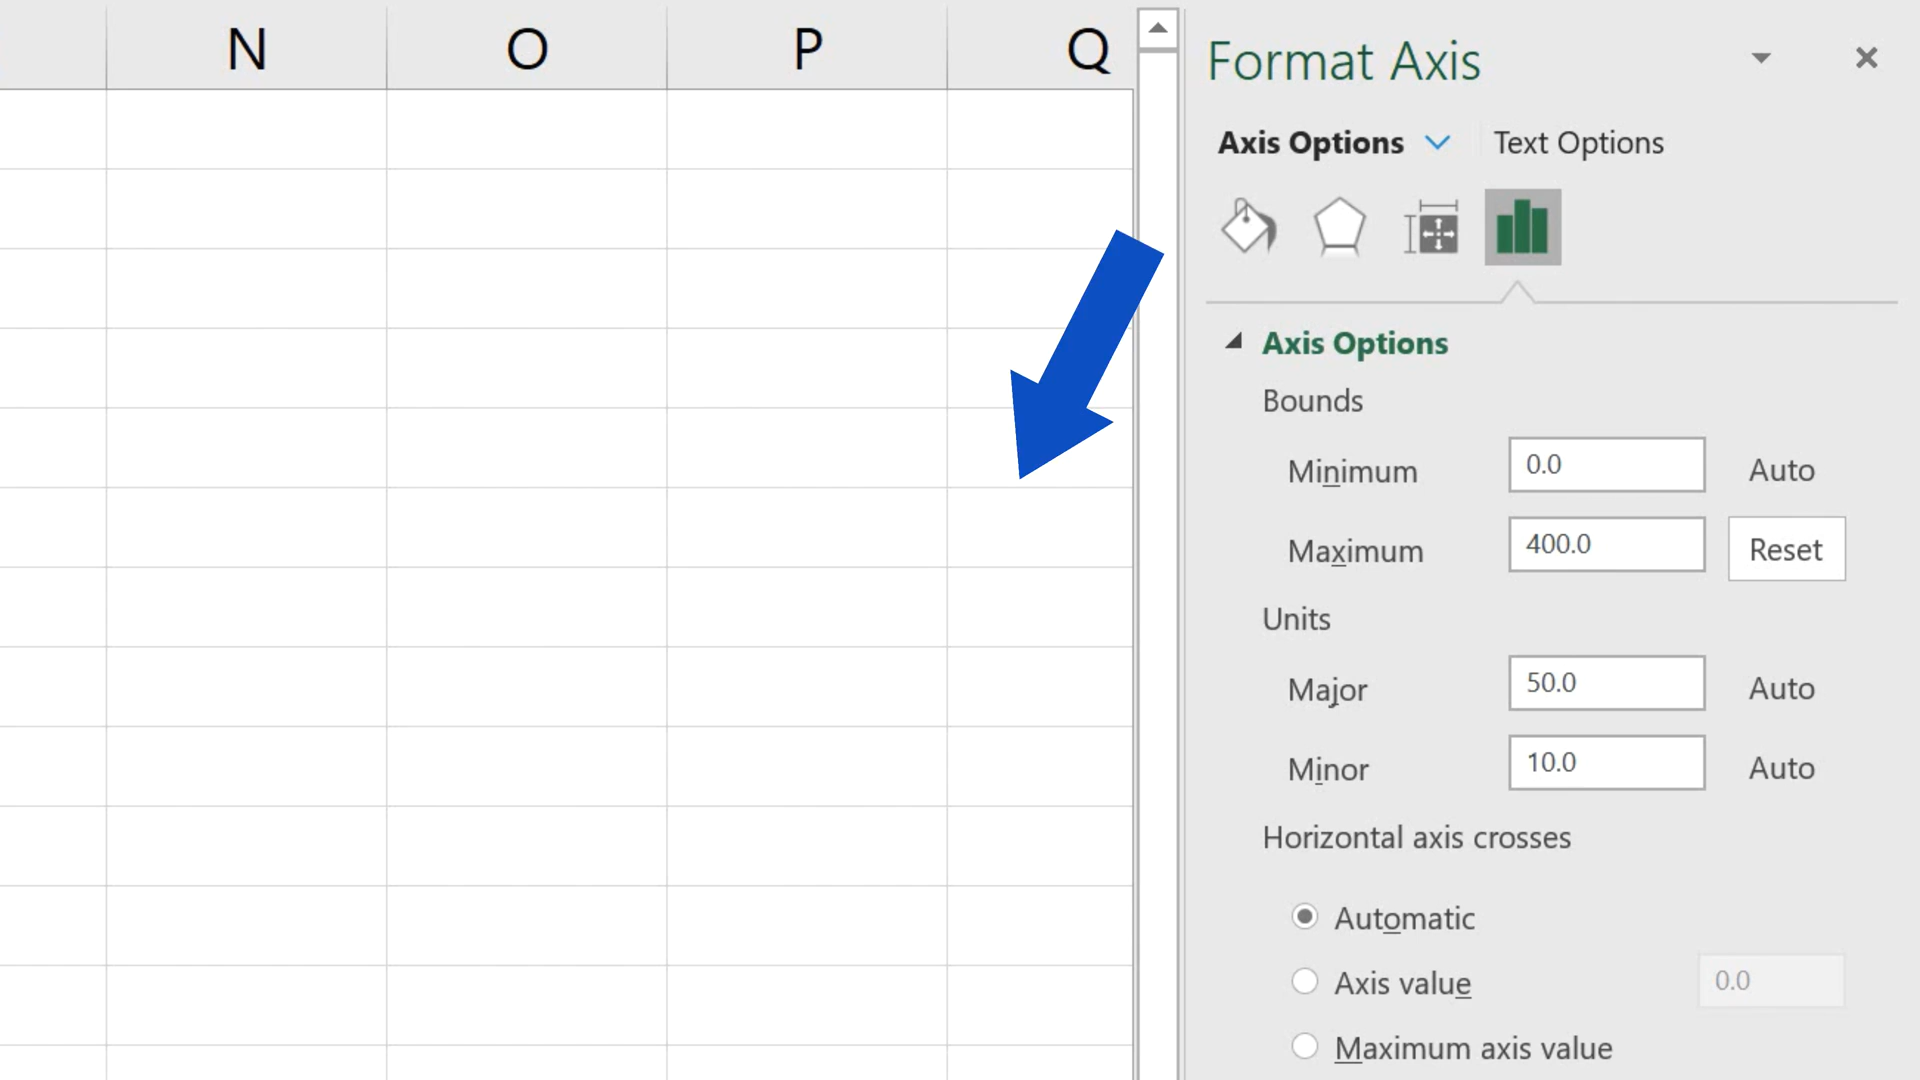 N O P Q
Format Axis
Axis Options Text Options
Axis Options
Bounds
Minimum 0.0 Auto
Maximum 400.0 Reset
Units
Major 50.0 Auto
Minor 10.0 Auto
Horizontal axis crosses
Automatic
Axis value 0.0
Maximum axis value